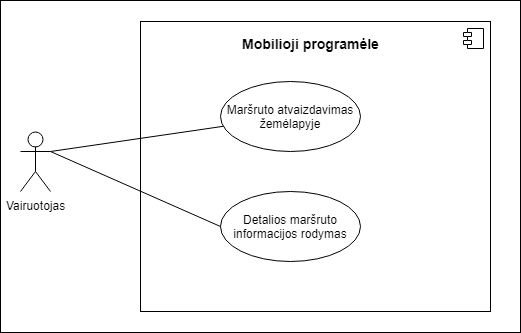 Mobilioji programėle
Maršruto atvaizdavimas
žemėlapyje
Vairuotojas
Detalios maršruto
informacijos rodymas